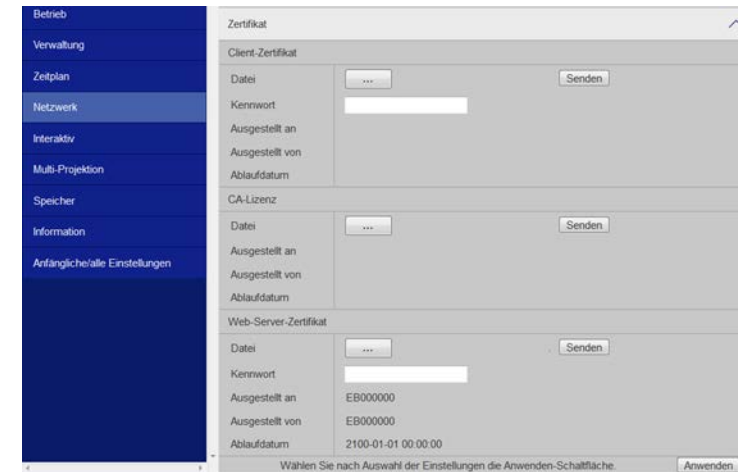 Betrieb
Verwaltung
Zeitplan
Netzwerk
Interaktiv
Multi-Projektion
Speicher
Information
Anfängliche/alle Einstellungen
Zertifikat
Client-Zertifikat
Datei ... Senden
Kennwort
Ausgestellt an
Ausgestellt von
Ablaufdatum
CA-Lizenz
Datei ... Senden
Ausgestellt an
Ausgestellt von
Ablaufdatum
Web-Server-Zertifikat
Datei ... Senden
Kennwort
Ausgestellt an EB000000
Ausgestellt von EB000000
Ablaufdatum 2100-01-01 00:00:00
Wählen Sie nach Auswahl der Einstellungen die Anwenden-Schaltfläche. Anwenden